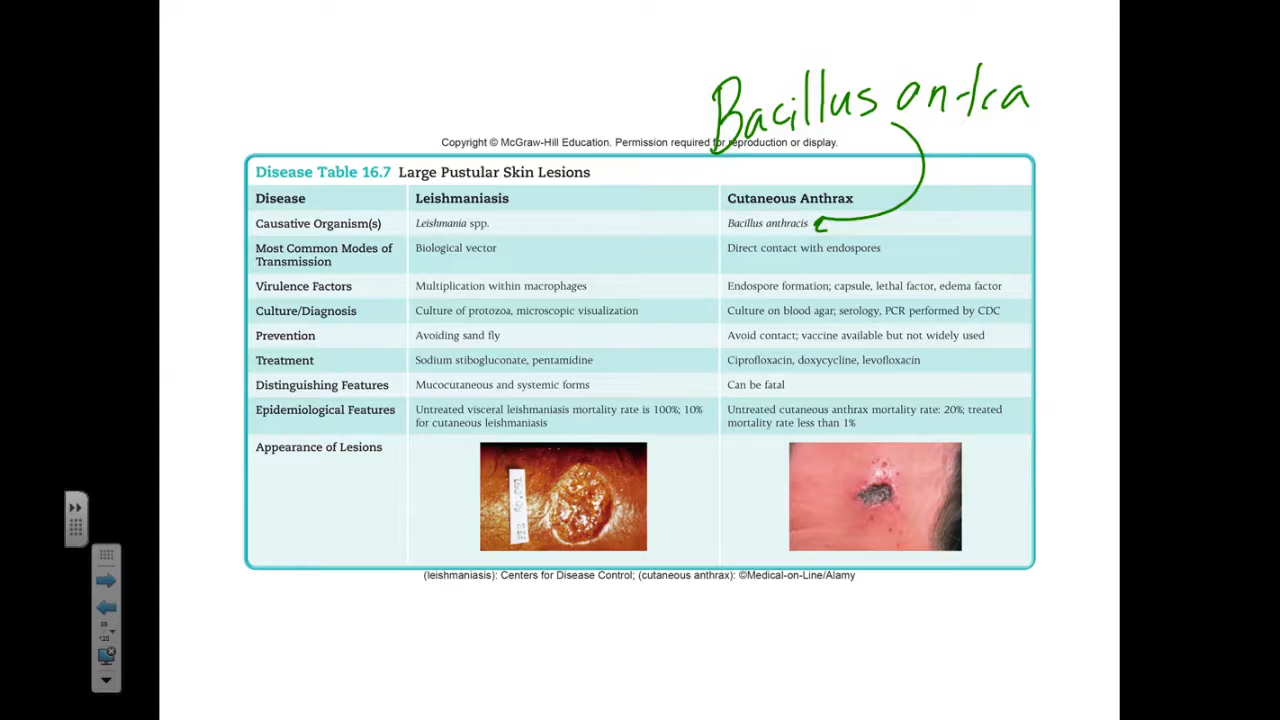 Bacillus antra
Copyright © McGraw-Hill Education. Permission required for reproduction or display.
Disease Table 16.7 Large Pustular Skin Lesions
Disease Leishmaniasis Cutaneous Anthrax
Causative Organism(s) Leishmania spp. Bacillus anthracis
Most Common Modes of Transmission Biological vector Direct contact with endospores
Virulence Factors Multiplication within macrophages Endospore formation; capsule, lethal factor, edema factor
Culture/Diagnosis Culture of protozoa, microscopic visualization Culture on blood agar; serology, PCR performed by CDC
Prevention Avoiding sand fly Avoid contact; vaccine available but not widely used
Treatment Sodium stibogluconate, pentamidine Ciprofloxacin, doxycycline, levofloxacin
Distinguishing Features Mucocutaneous and systemic forms Can be fatal
Epidemiological Features Untreated visceral leishmaniasis mortality rate is 100%; 10% for cutaneous leishmaniasis Untreated cutaneous anthrax mortality rate: 20%; treated mortality rate less than 1%
Appearance of Lesions
(leishmaniasis): Centers for Disease Control; (cutaneous anthrax): ©Medical-on-Line/Alamy